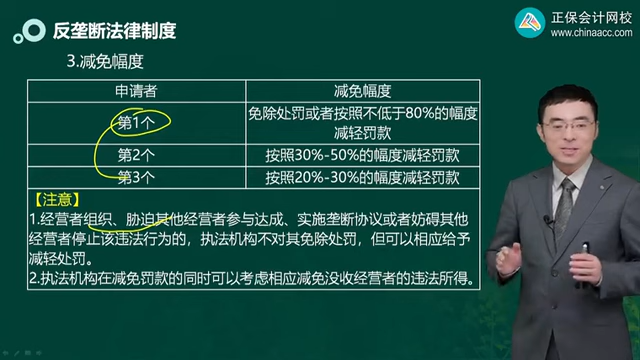 反垄断法律制度
正保会计网校
www.chinaacc.com
3.减免幅度
申请者 减免幅度
第1个 免除处罚或者按照不低于80%的幅度
减轻罚款
第2个 按照30%-50%的幅度减轻罚款
第3个 按照20%-30%的幅度减轻罚款
【注意】
1.经营者组织、胁迫其他经营者参与达成、实施垄断协议或者妨碍其他
经营者停止该违法行为的，执法机构不对其免除处罚，但可以相应给予
减轻处罚。
2.执法机构在减免罚款的同时可以考虑相应减免没收经营者的违法所得。